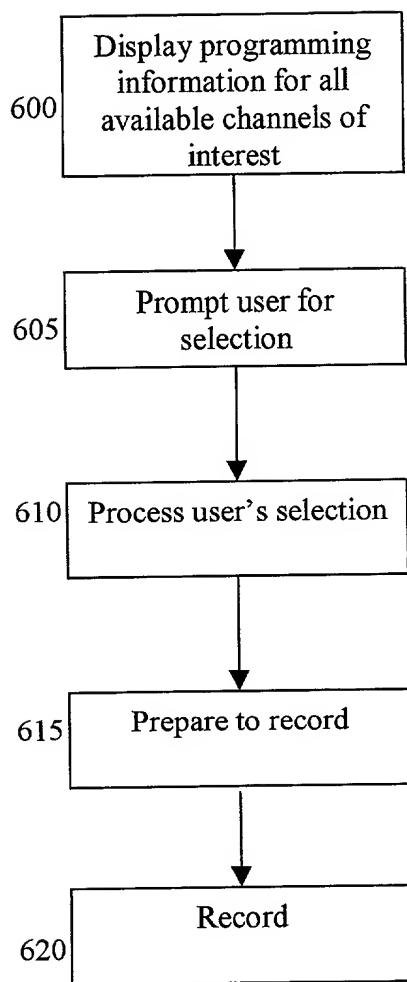 Display programming
information for all
600
available channels of
interest
Prompt user for
605
selection
610
Process user's selection
Prepare to record
615
Record
620